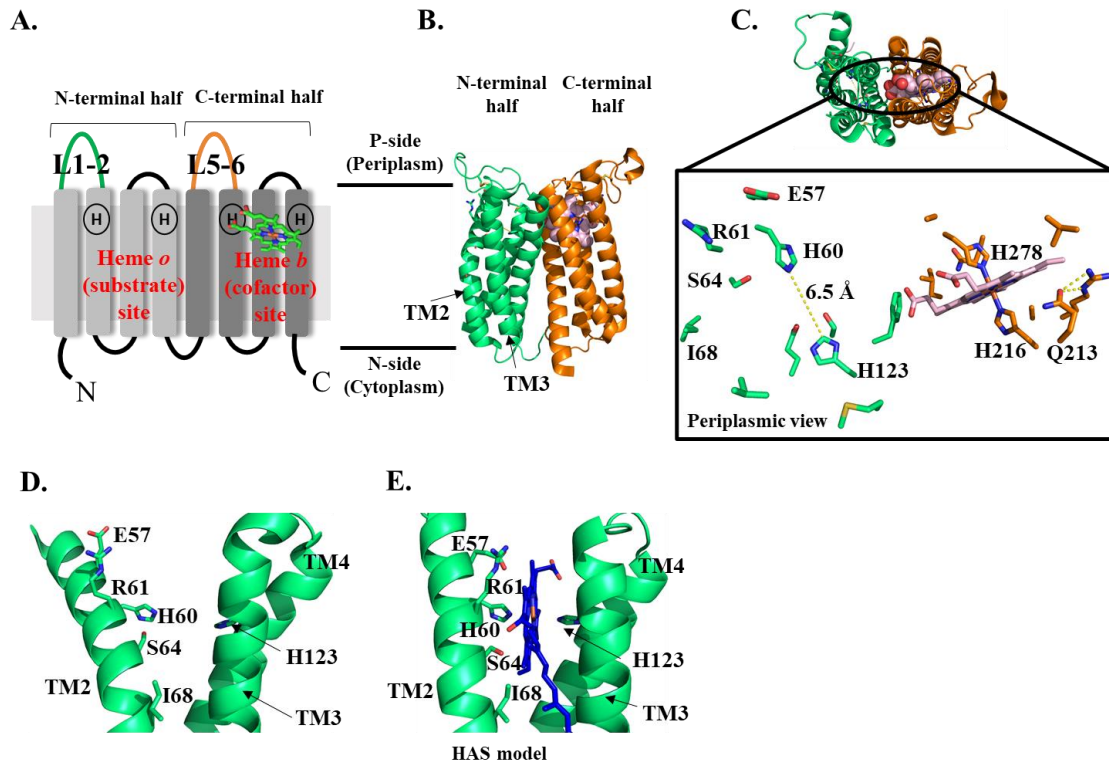 A.
N-terminal half
C-terminal half
L1-2
L5-6
H
H
H
H
Heme o
(substrate)
site
Heme b
(cofactor)
site
N
C
B.
N-terminal
half
C-terminal
half
P-side
(Periplasm)
TM2
N-side
(Cytoplasm)
TM3
C.
E57
R61
H60
S64
6.5 Å
H278
I68
H123
H216
Q213
Periplasmic view
D.
E57
R61
TM4
H60
S64
H123
TM2
I68
TM3
E.
E57
TM4
R61
H60
S64
H123
TM2
I68
TM3
HAS model